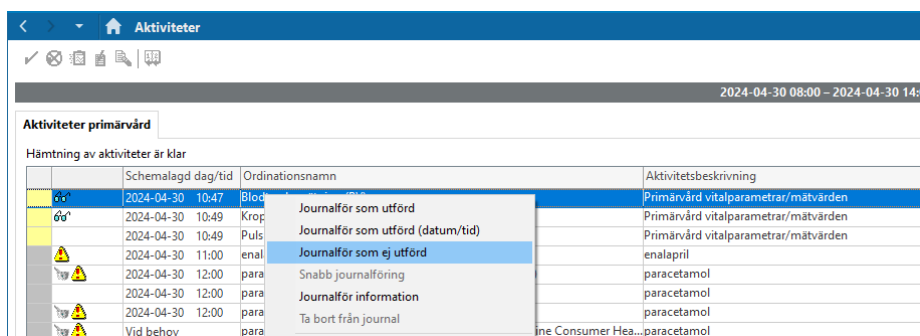 Aktiviteter
2024-04-30 08:00 – 2024-04-30 14:
Aktiviteter primärvård
Hämtning av aktiviteter är klar
Schemalagd dag/tid Ordinationsnamn Aktivitetsbeskrivning
2024-04-30 10:47 Primärvård vitalparametrar/mätvärden
2024-04-30 10:49 Krop Primärvård vitalparametrar/mätvärden
2024-04-30 10:49 Puls Primärvård vitalparametrar/mätvärden
2024-04-30 11:00 enal enalapril
2024-04-30 12:00 para paracetamol
2024-04-30 12:00 para paracetamol
2024-04-30 12:00 para paracetamol
Vid behov para ine Consumer Hea...paracetamol
Journalför som utförd
Journalför som utförd (datum/tid)
Journalför som ej utförd
Snabb journalföring
Journalför information
Ta bort från journal